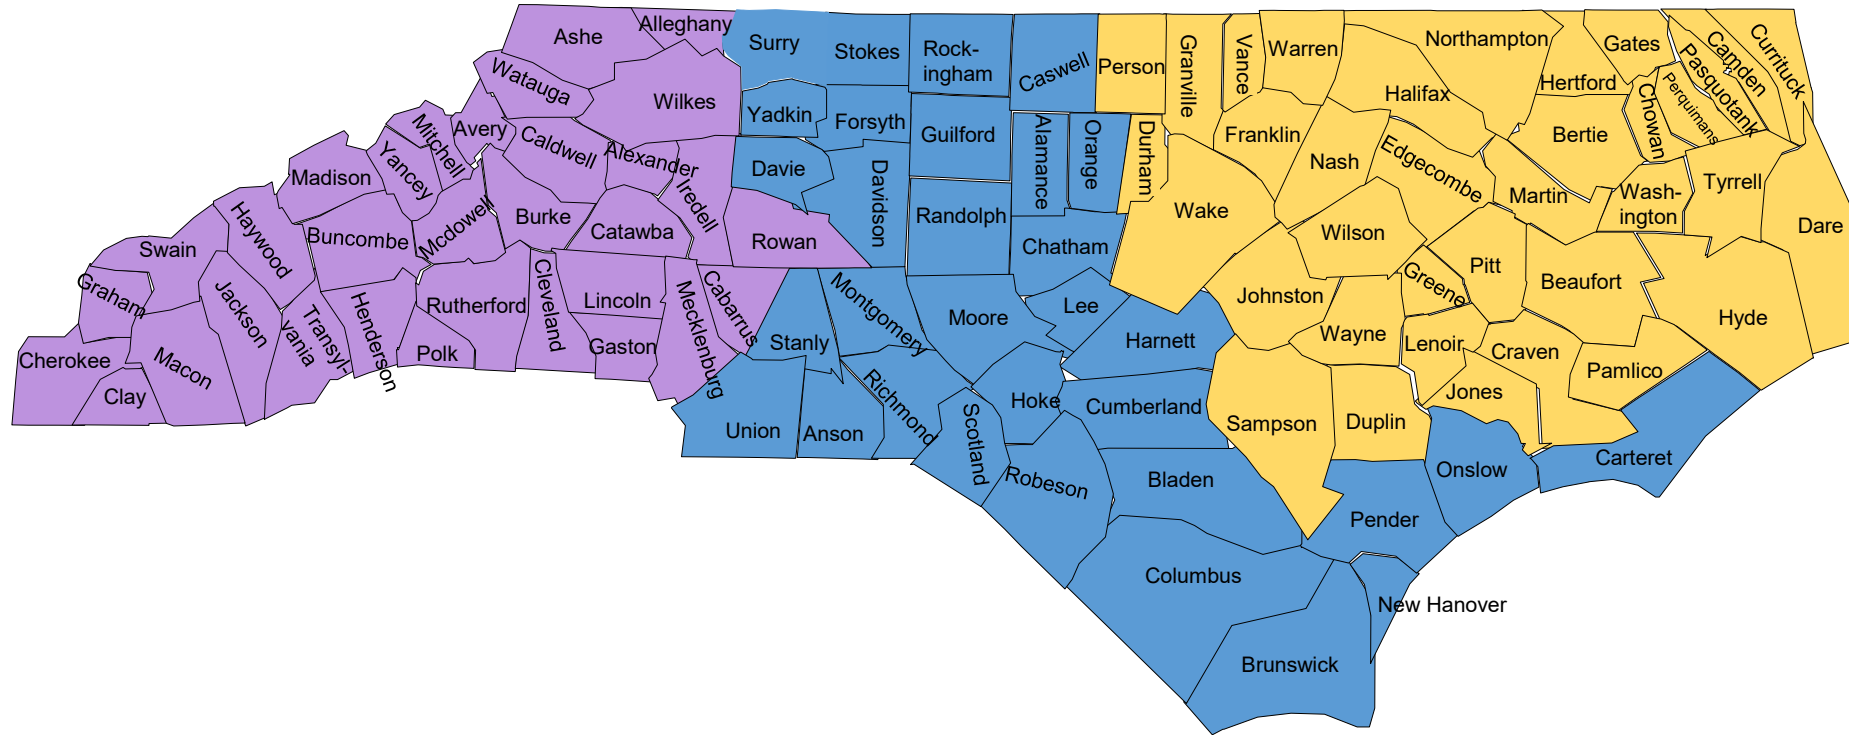 Ashe
Alleghany
Surry
Stokes
Rock-
ingham
Caswell
Person
Granville
Vance
Warren
Northampton
Gates
Camden
Currituck
Pasquotank
Perquimans
Chowan
Hertford
Halifax
Bertie
Watauga
Wilkes
Yadkin
Forsyth
Guilford
Alamance
Orange
Durham
Franklin
Nash
Edgecombe
Martin
Wash-
ington
Tyrrell
Dare
Mitchell
Avery
Caldwell
Alexander
Iredell
Davie
Davidson
Randolph
Chatham
Wake
Wilson
Pitt
Beaufort
Hyde
Madison
Yancey
Mcdowell
Burke
Catawba
Rowan
Swain
Haywood
Buncombe
Graham
Jackson
Transyl-
vania
Henderson
Rutherford
Cleveland
Lincoln
Gaston
Mecklenburg
Cabarrus
Stanly
Montgomery
Moore
Lee
Harnett
Johnston
Greene
Wayne
Lenoir
Craven
Pamlico
Jones
Cherokee
Clay
Macon
Polk
Union
Anson
Richmond
Scotland
Hoke
Cumberland
Sampson
Duplin
Onslow
Carteret
Robeson
Bladen
Pender
Columbus
New Hanover
Brunswick